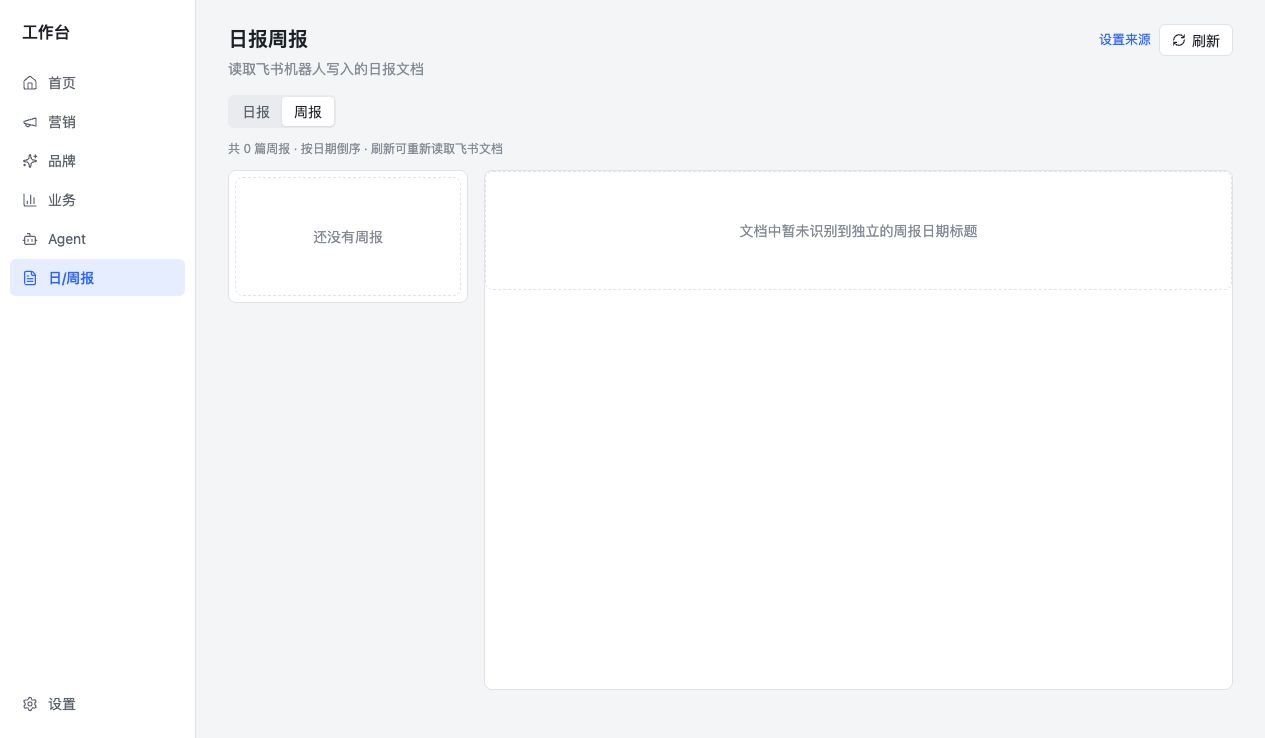 工作台
首页
营销
品牌
业务
Agent
日/周报
设置
日报周报
读取飞书机器人写入的日报文档
设置来源
刷新
日报
周报
共 0 篇周报 · 按日期倒序 · 刷新可重新读取飞书文档
还没有周报
文档中暂未识别到独立的周报日期标题